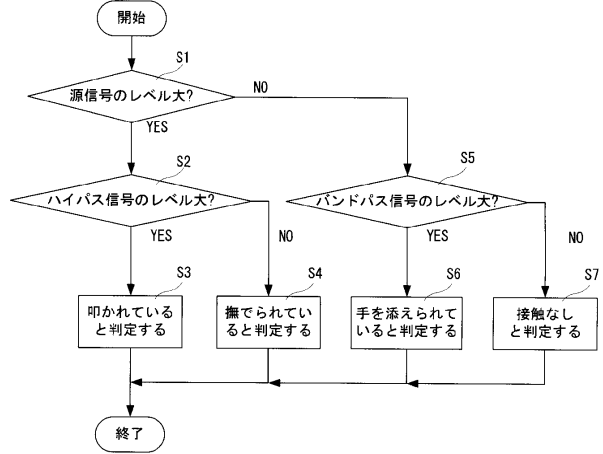 開始
S1
源信号のレベル大?
NO
YES
S2
ハイパス信号のレベル大?
S5
バンドパス信号のレベル大?
YES
NO
YES
NO
S3
叩かれている
と判定する
S4
撫でられてい
ると判定する
S6
手を添えられて
いると判定する
S7
接触なし
と判定する
終了